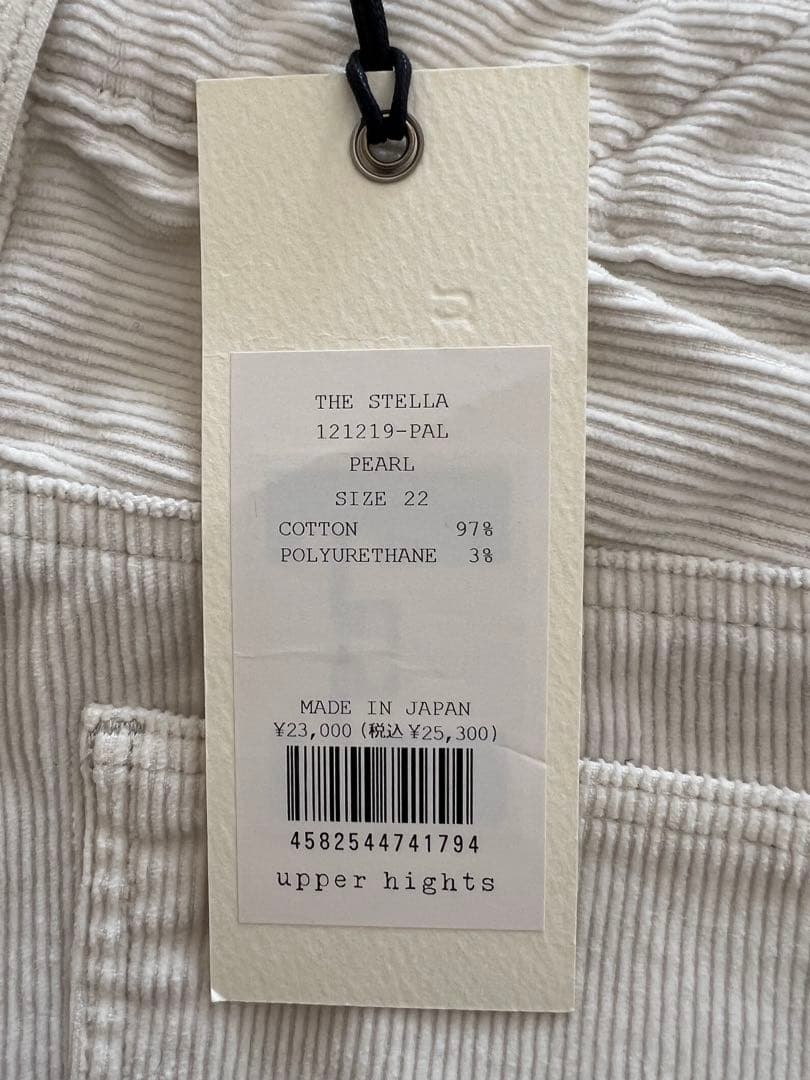 THE STELLA
121219-PAL
PEARL
SIZE 22
COTTON 97%
POLYURETHANE 3%
MADE IN JAPAN
¥23,000 (税込¥25,300)
4582544741794
upper hights